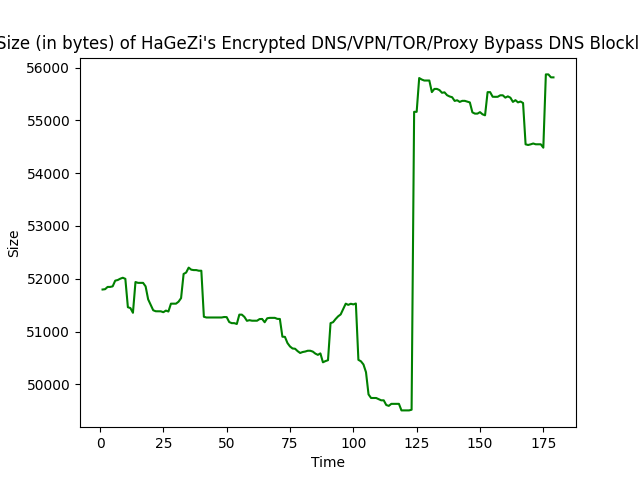 Size (in bytes) of HaGeZi's Encrypted DNS/VPN/TOR/Proxy Bypass DNS Blockl
56000
55000
54000
53000
52000
51000
50000
Size
0 25 50 75 100 125 150 175
Time